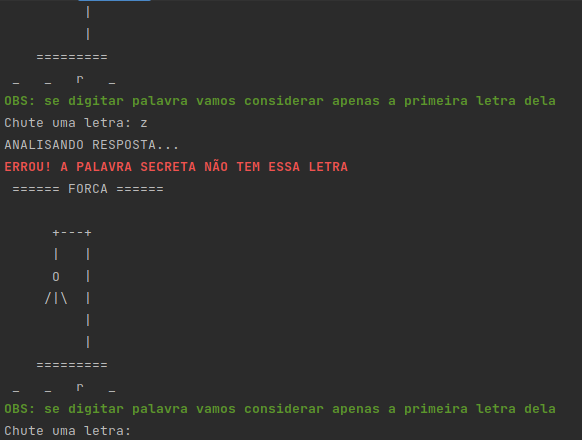 |
          |
    =========
 _   _   r   _
OBS: se digitar palavra vamos considerar apenas a primeira letra dela
Chute uma letra: z
ANALISANDO RESPOSTA...
ERROU! A PALAVRA SECRETA NÃO TEM ESSA LETRA
 ====== FORCA ======

      +---+
      |   |
      O   |
     /|\  |
          |
          |
    =========
 _   _   r   _
OBS: se digitar palavra vamos considerar apenas a primeira letra dela
Chute uma letra: